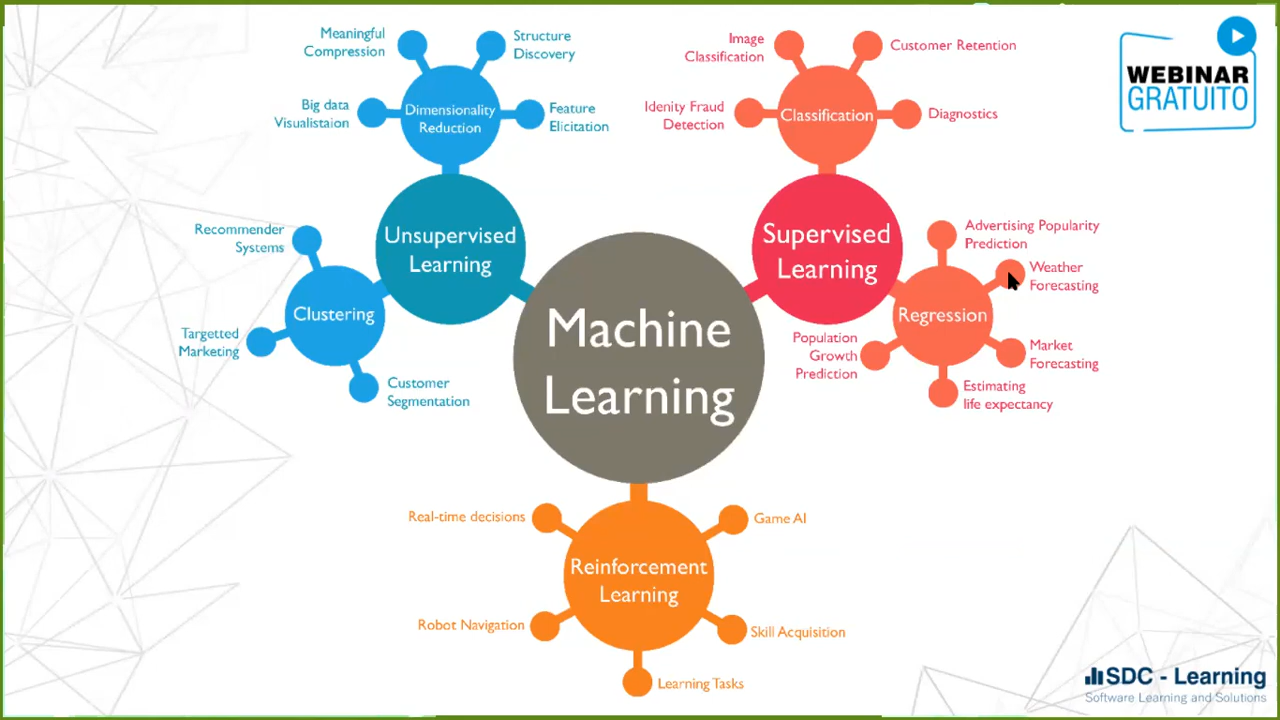 Meaningful
Compression
Structure
Discovery
Big data
Visualistaion
Dimensionality
Reduction
Feature
Elicitation
Unsupervised
Learning
Recommender
Systems
Clustering
Targetted
Marketing
Customer
Segmentation
Machine
Learning
Image
Classification
Customer Retention
Idenity Fraud
Detection
Classification
Diagnostics
Supervised
Learning
Advertising Popularity
Prediction
Weather
Forecasting
Regression
Population
Growth
Prediction
Market
Forecasting
Estimating
life expectancy
Real-time decisions
Game AI
Reinforcement
Learning
Robot Navigation
Skill Acquisition
Learning Tasks
WEBINAR
GRATUITO
SDC - Learning
Software Learning and Solutions